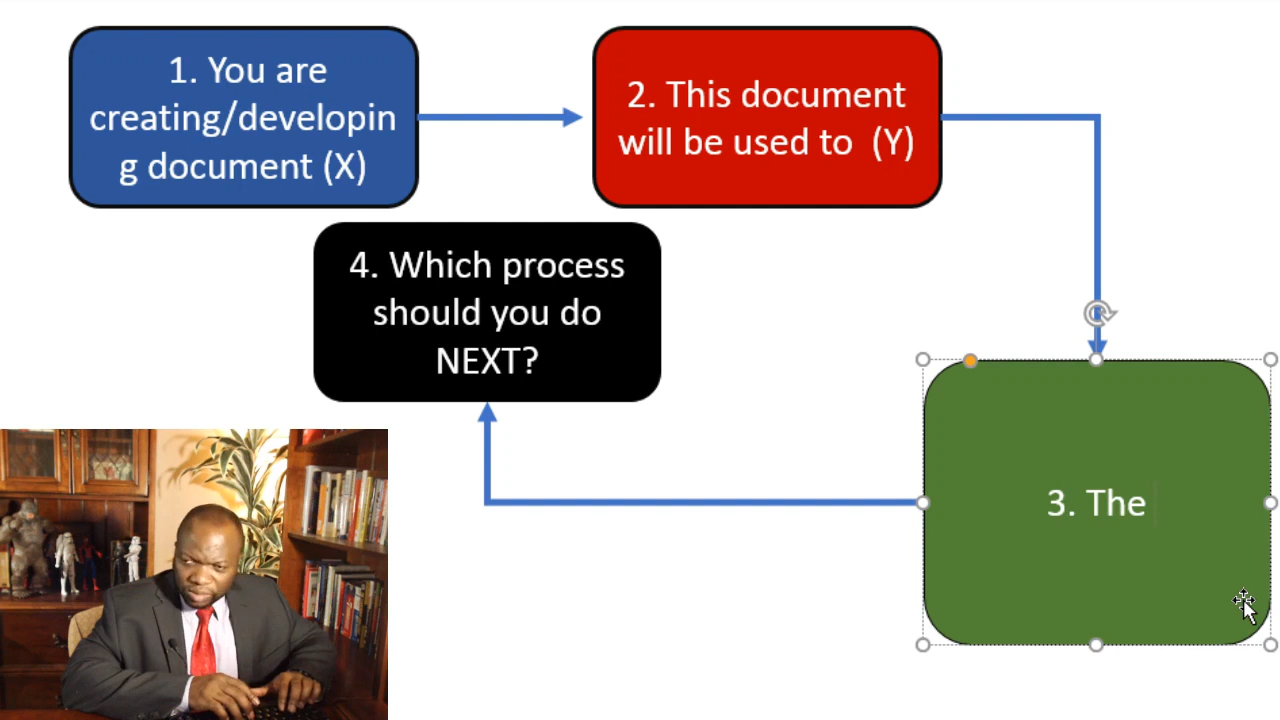 1. You are
creating/developin
g document (X)
2. This document
will be used to (Y)
3. The
4. Which process
should you do
NEXT?